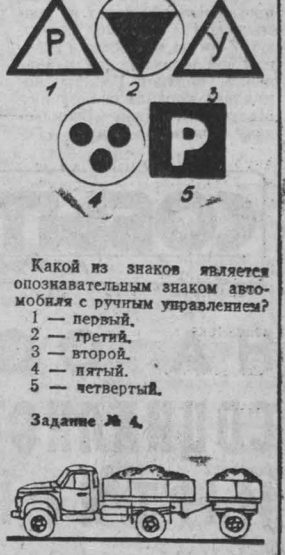 Р
У
1
2
3
Р
4
5
Какой из знаков является
опознавательным знаком авто-
мобиля с ручным управлением?
1 — первый.
2 — третий.
3 — второй.
4 — пятый.
5 — четвертый.
Задание № 4.